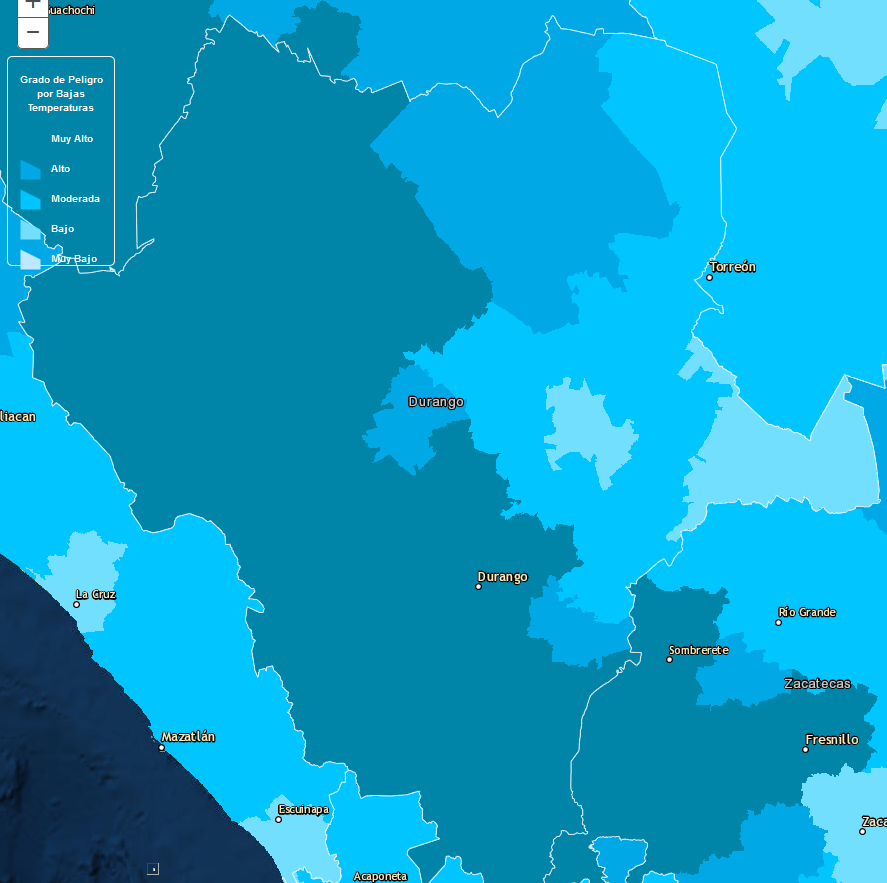 +
uachochi
−
Grado de Peligro
por Bajas
Temperaturas
Muy Alto
Alto
Moderada
Bajo
Muy Bajo
Torreón
Durango
liacan
Durango
La Cruz
Río Grande
Sombrerete
Zacatecas
Mazatlán
Fresnillo
Escuinapa
Zaca
Acaponeta